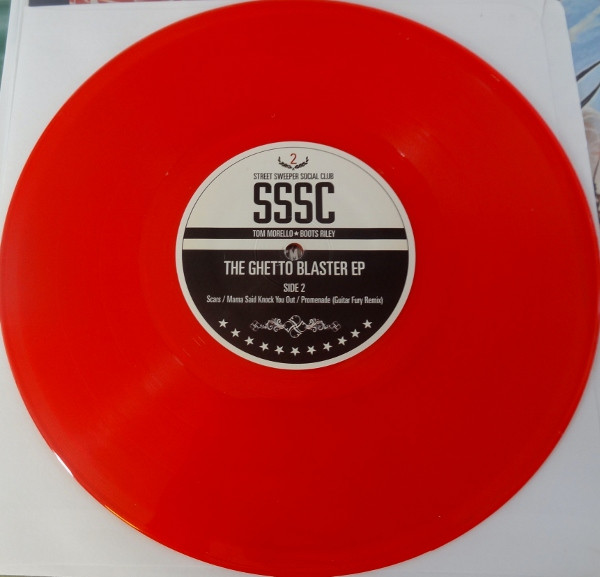 2
STREET SWEEPER SOCIAL CLUB
SSSC
TOM MORELLO★BOOTS RILEY
THE GHETTO BLASTER EP
SIDE 2
Scars / Mama Said Knock You Out / Promenade (Guitar Fury Remix)